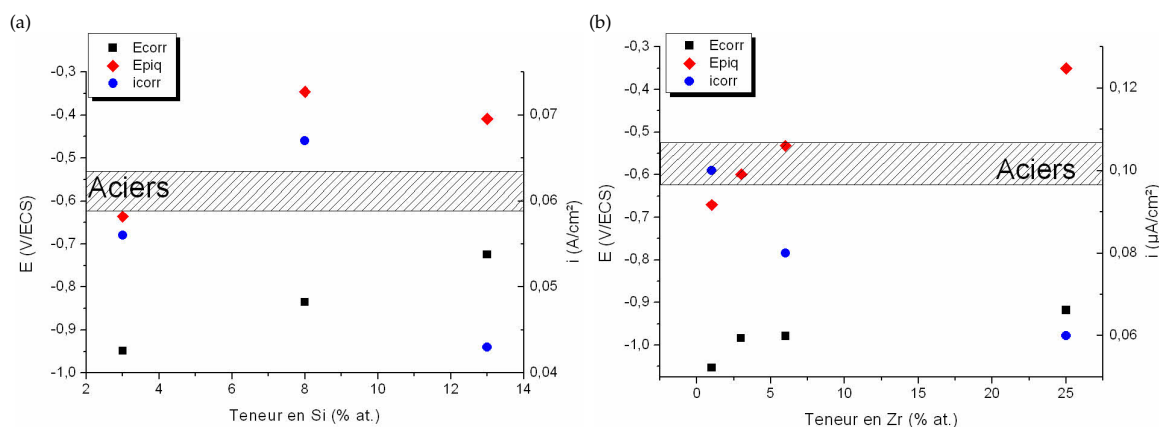 (a)
Ecorr
Epiq
icorr
-0,3
-0,4
-0,5
-0,6
-0,7
-0,8
-0,9
-1,0
E (V/ECS)
Aciers
0,07
0,06
0,05
0,04
i (A/cm²)
2 4 6 8 10 12 14
Teneur en Si (% at.)
(b)
Ecorr
Epiq
icorr
-0,3
-0,4
-0,5
-0,6
-0,7
-0,8
-0,9
-1,0
E (V/ECS)
Aciers
0,12
0,10
0,08
0,06
i (µA/cm²)
0 5 10 15 20 25
Teneur en Zr (% at.)